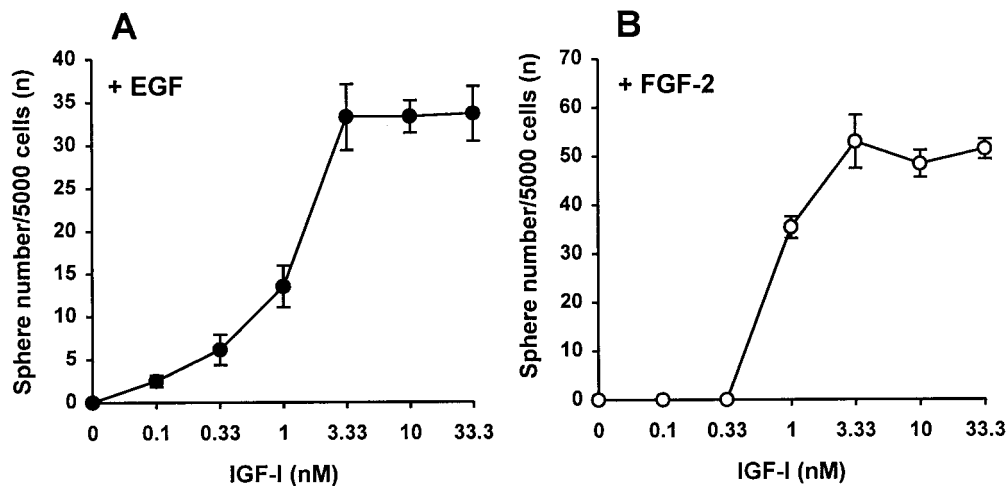 A
+ EGF
Sphere number/5000 cells (n)
40
35
30
25
20
15
10
5
0
0 0.1 0.33 1 3.33 10 33.3
IGF-I (nM)
B
+ FGF-2
Sphere number/5000 cells (n)
70
60
50
40
30
20
10
0
0 0.1 0.33 1 3.33 10 33.3
IGF-I (nM)